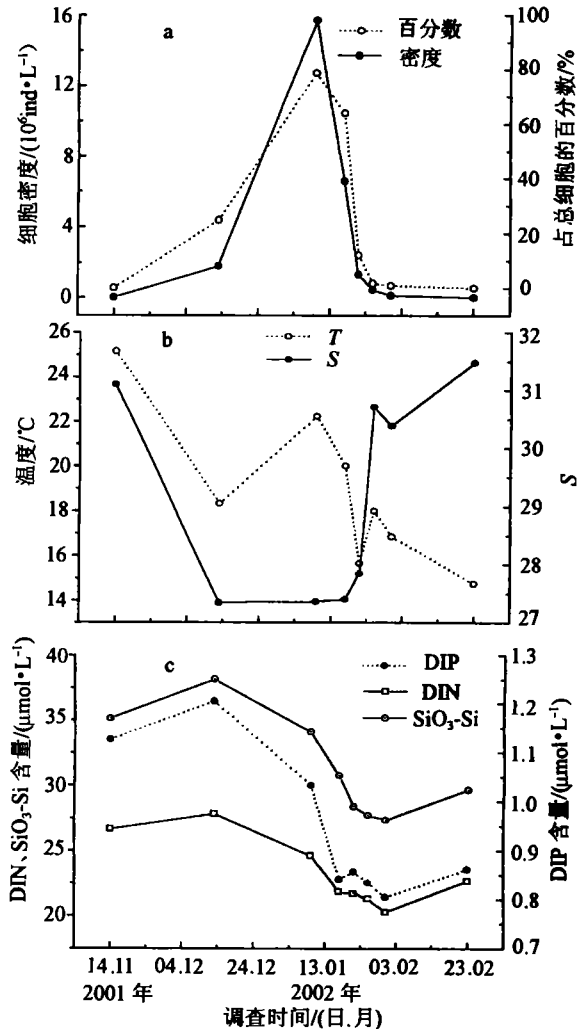 a
百分数
密度
细胞密度/(10⁶ind•L⁻¹)
16
12
8
4
0
占总细胞的百分数/%
100
80
60
40
20
0
b
T
S
温度/℃
26
24
22
20
18
16
14
S
32
31
30
29
28
27
c
DIP
DIN
SiO₃-Si
DIN、SiO₃-Si 含量/(μmol•L⁻¹)
40
35
30
25
20
DIP 含量/(μmol•L⁻¹)
1.3
1.2
1.1
1.0
0.9
0.8
0.7
14.11 04.12 24.12 13.01 03.02 23.02
2001 年 2002 年
调查时间/(日.月)